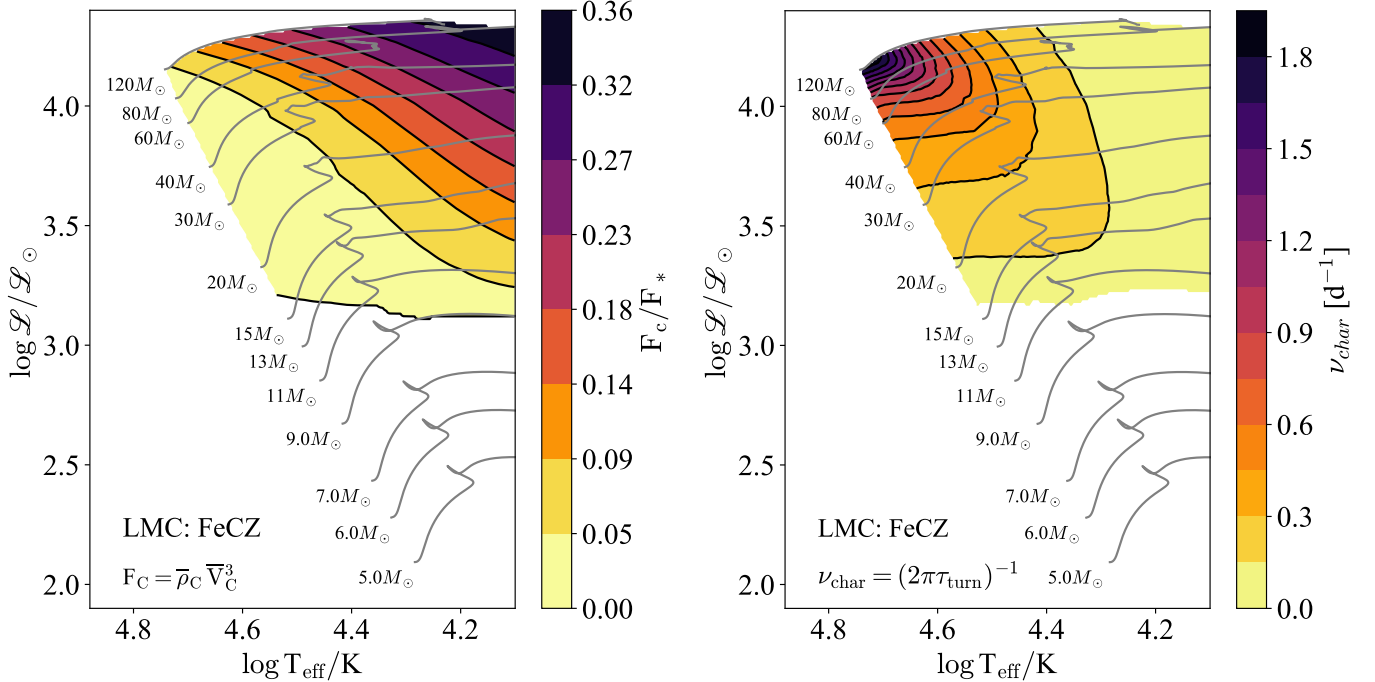 4.0
3.5
3.0
2.5
2.0
log ℒ/ℒ⊙
120M⊙
80M⊙
60M⊙
40M⊙
30M⊙
20M⊙
15M⊙
13M⊙
11M⊙
9.0M⊙
7.0M⊙
6.0M⊙
5.0M⊙
LMC: FeCZ
F_C = ρ̅_C V̅_C^3
4.8 4.6 4.4 4.2
log T_eff/K
0.36
0.32
0.27
0.23
0.18
0.14
0.09
0.05
0.00
F_c/F_*
4.0
3.5
3.0
2.5
2.0
log ℒ/ℒ⊙
120M⊙
80M⊙
60M⊙
40M⊙
30M⊙
20M⊙
15M⊙
13M⊙
11M⊙
9.0M⊙
7.0M⊙
6.0M⊙
5.0M⊙
LMC: FeCZ
ν_char = (2πτ_turn)^−1
4.8 4.6 4.4 4.2
log T_eff/K
1.8
1.5
1.2
0.9
0.6
0.3
0.0
ν_char [d^−1]